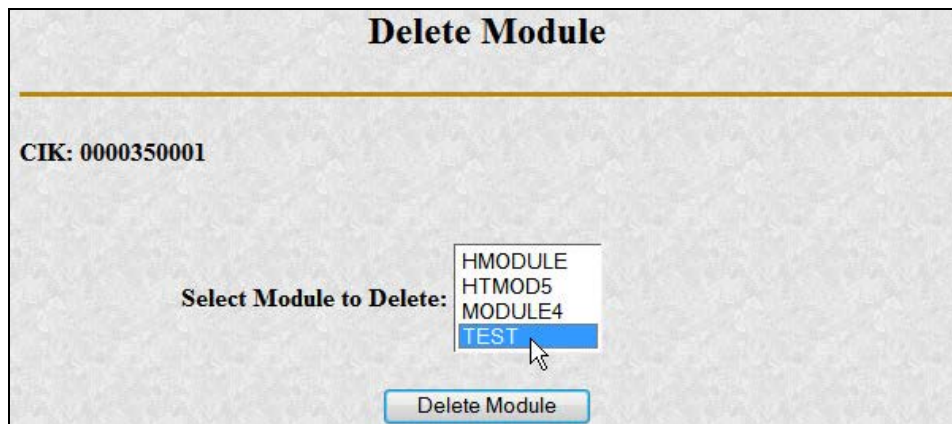 Delete Module
CIK: 0000350001
HMODULE
HTMOD5
Select Module to Delete:
MODULE4
TEST
Delete Module